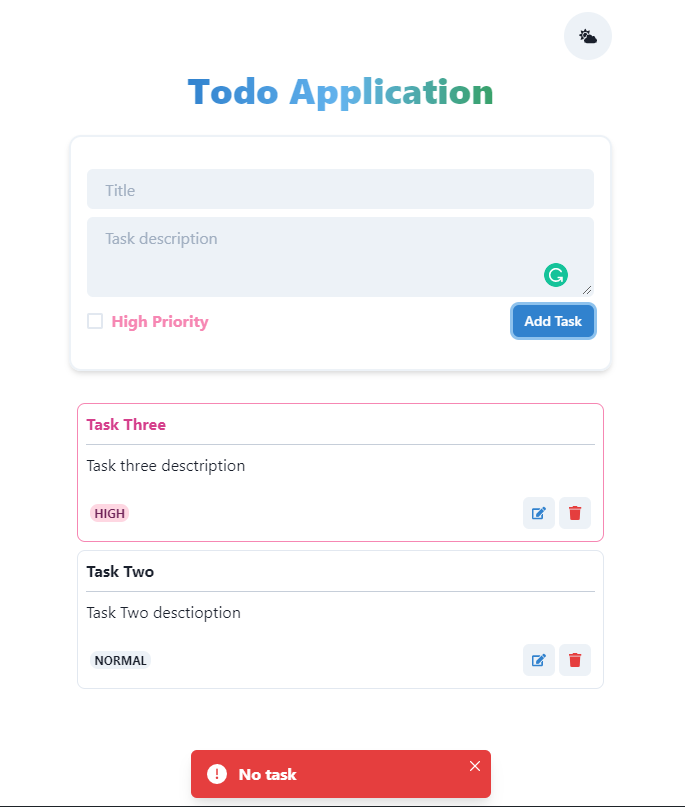 Todo Application
Title
Task description
High Priority
Add Task
Task Three
Task three desctription
HIGH
Task Two
Task Two desctioption
NORMAL
No task